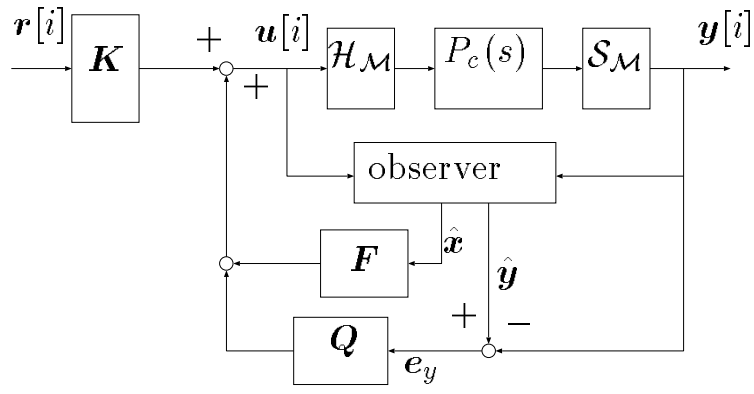 r[i]
K
+
+
u[i]
ℋ_ℳ
P_c(s)
𝒮_ℳ
y[i]
observer
x̂
ŷ
F
+
−
Q
e_y